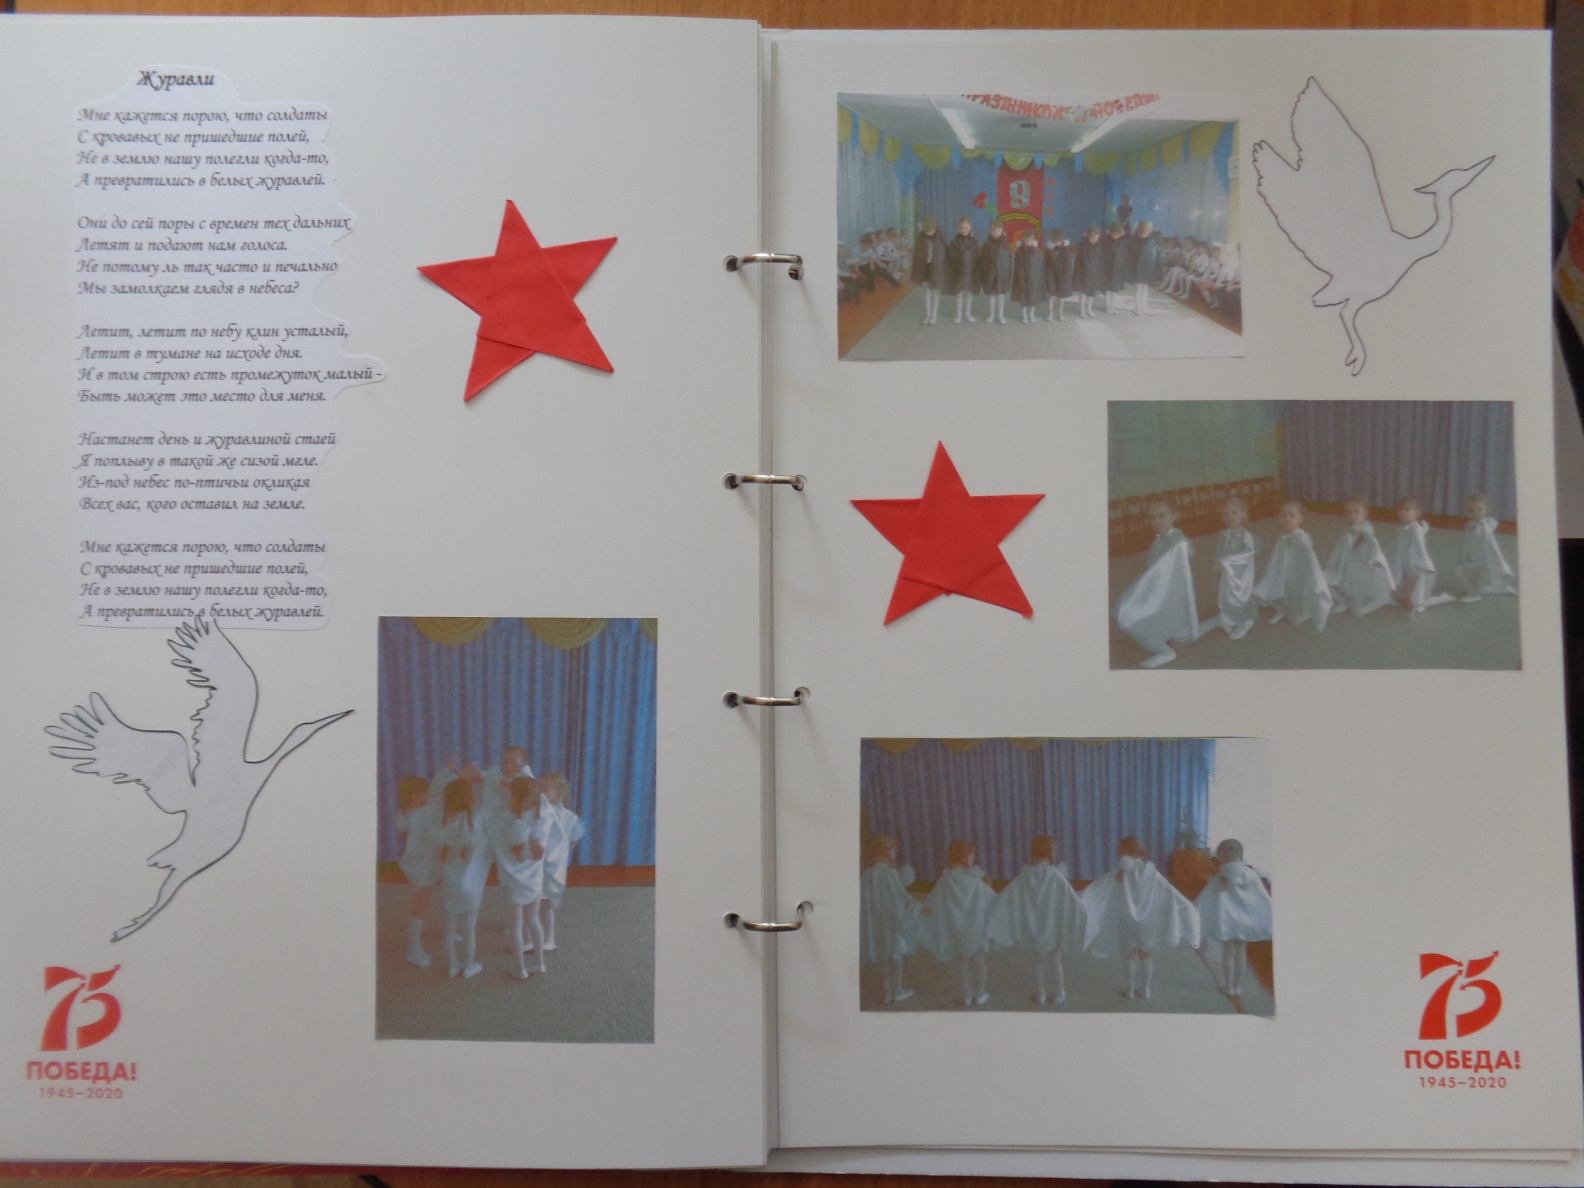 Журавли
Мне кажется порою, что солдаты
С кровавых не пришедшие полей,
Не в землю нашу полегли когда-то,
А превратились в белых журавлей.
Они до сей поры с времен тех дальних
Летят и подают нам голоса.
Не потому ль так часто и печально
Мы замолкаем глядя в небеса?
Летит, летит по небу клин усталый,
Летит в тумане на исходе дня.
И в том строю есть промежуток малый -
Быть может это место для меня.
Настанет день и журавлиной стаей
Я поплыву в такой же сизой мгле.
Из-под небес по-птичьи окликая
Всех вас, кого оставил на земле.
Мне кажется порою, что солдаты
С кровавых не пришедшие полей,
Не в землю нашу полегли когда-то,
А превратились в белых журавлей.
75
ПОБЕДА!
1945–2020
ПРАЗДНИКОМ ПОБЕДЫ
9
75
ПОБЕДА!
1945–2020